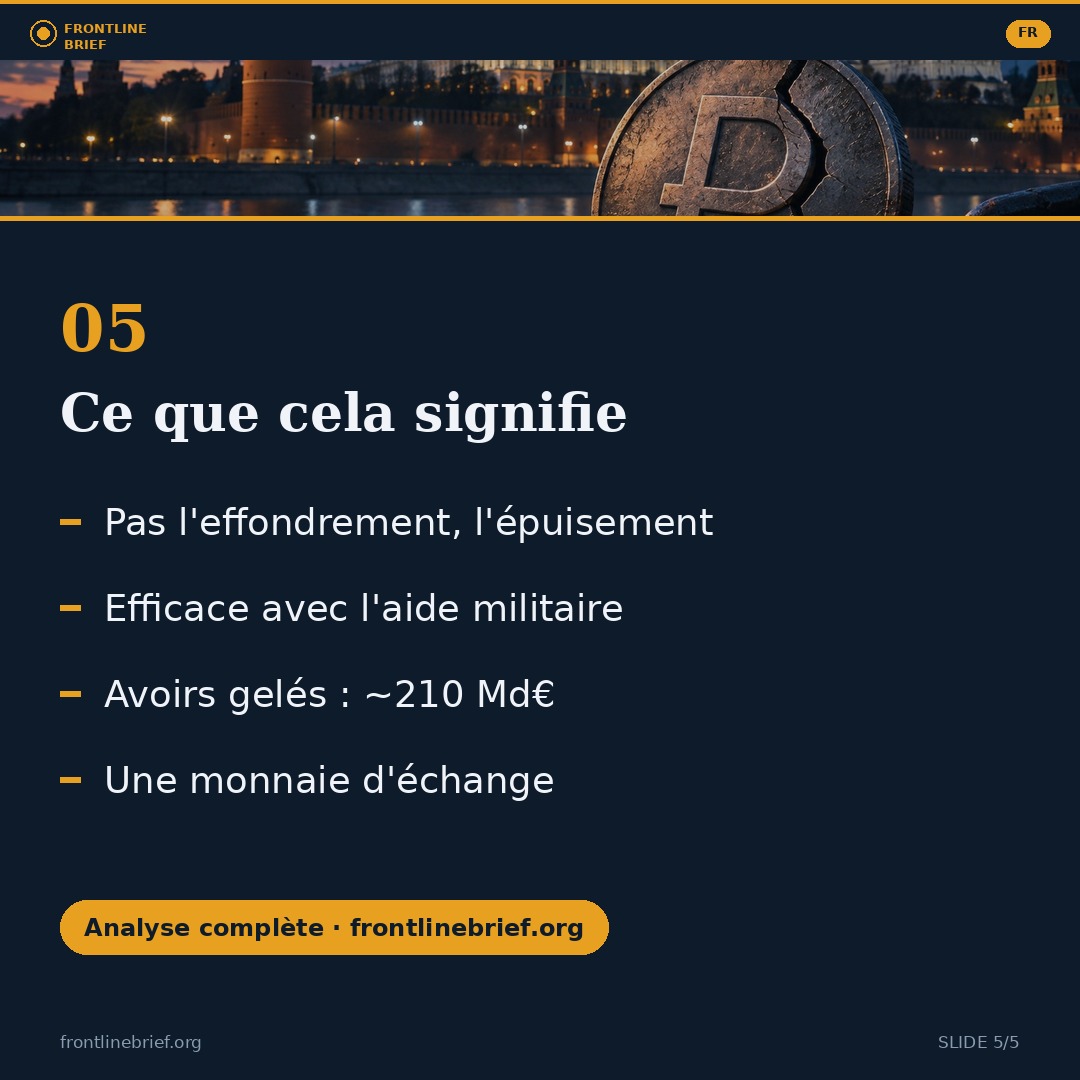 FRONTLINE
BRIEF
FR
05
Ce que cela signifie
Pas l'effondrement, l'épuisement
Efficace avec l'aide militaire
Avoirs gelés : ~210 Md€
Une monnaie d'échange
Analyse complète · frontlinebrief.org
frontlinebrief.org
SLIDE 5/5